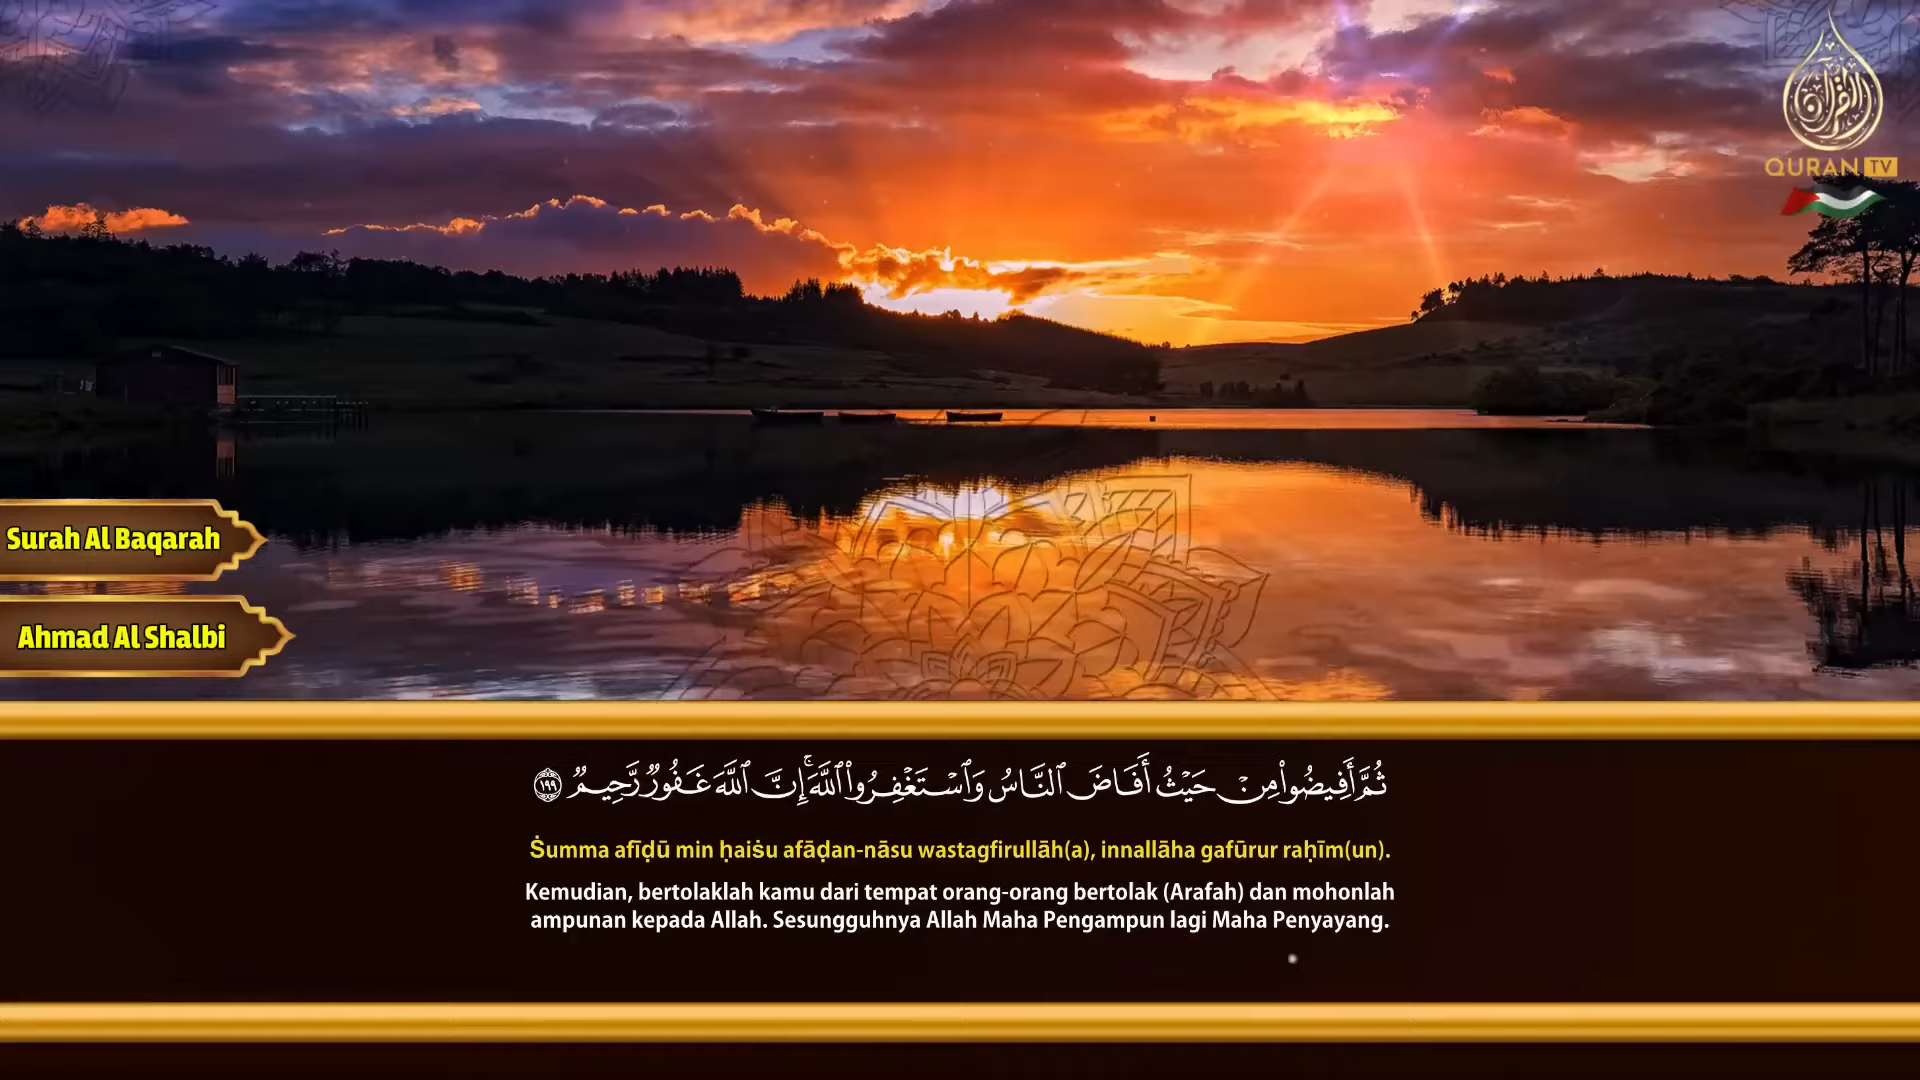 القرآن
QURAN TV
Surah Al Baqarah
Ahmad Al Shalbi
ثُمَّ أَفِيضُوا۟ مِنْ حَيْثُ أَفَاضَ ٱلنَّاسُ وَٱسْتَغْفِرُوا۟ ٱللَّهَ ۚ إِنَّ ٱللَّهَ غَفُورٌ رَّحِيمٌ ١٩٩
Ṡumma afīḍū min ḥaiṡu afāḍan-nāsu wastagfirullāh(a), innallāha gafūrur raḥīm(un).
Kemudian, bertolaklah kamu dari tempat orang-orang bertolak (Arafah) dan mohonlah
ampunan kepada Allah. Sesungguhnya Allah Maha Pengampun lagi Maha Penyayang.